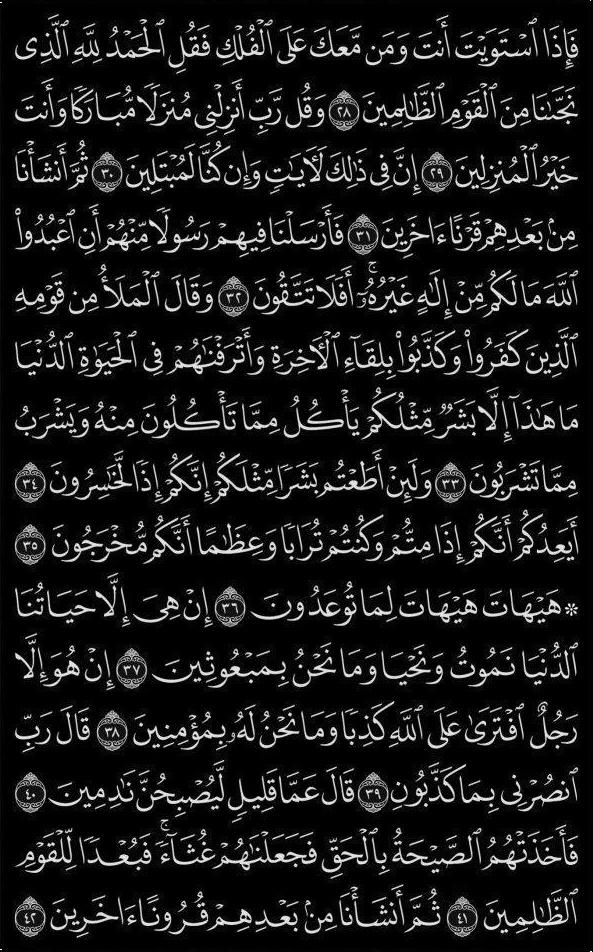 فَإِذَا ٱسۡتَوَيۡتَ أَنتَ وَمَن مَّعَكَ عَلَى ٱلۡفُلۡكِ فَقُلِ ٱلۡحَمۡدُ لِلَّهِ ٱلَّذِي
نَجَّىٰنَا مِنَ ٱلۡقَوۡمِ ٱلظَّٰلِمِينَ ٢٨ وَقُل رَّبِّ أَنزِلۡنِي مُنزَلٗا مُّبَارَكٗا وَأَنتَ
خَيۡرُ ٱلۡمُنزِلِينَ ٢٩ إِنَّ فِي ذَٰلِكَ لَأٓيَٰتٖ وَإِن كُنَّا لَمُبۡتَلِينَ ٣٠ ثُمَّ أَنشَأۡنَا
مِنۢ بَعۡدِهِمۡ قَرۡنًا ءَاخَرِينَ ٣١ فَأَرۡسَلۡنَا فِيهِمۡ رَسُولٗا مِّنۡهُمۡ أَنِ ٱعۡبُدُواْ
ٱللَّهَ مَا لَكُم مِّنۡ إِلَٰهٍ غَيۡرُهُۥٓۚ أَفَلَا تَتَّقُونَ ٣٢ وَقَالَ ٱلۡمَلَأُ مِن قَوۡمِهِ
ٱلَّذِينَ كَفَرُواْ وَكَذَّبُواْ بِلِقَآءِ ٱلۡأٓخِرَةِ وَأَتۡرَفۡنَٰهُمۡ فِي ٱلۡحَيَوٰةِ ٱلدُّنۡيَا
مَا هَٰذَآ إِلَّا بَشَرٞ مِّثۡلُكُمۡ يَأۡكُلُ مِمَّا تَأۡكُلُونَ مِنۡهُ وَيَشۡرَبُ
مِمَّا تَشۡرَبُونَ ٣٣ وَلَئِنۡ أَطَعۡتُم بَشَرٗا مِّثۡلَكُمۡ إِنَّكُمۡ إِذٗا لَّخَٰسِرُونَ ٣٤
أَيَعِدُكُمۡ أَنَّكُمۡ إِذَا مِتُّمۡ وَكُنتُمۡ تُرَابٗا وَعِظَٰمًا أَنَّكُم مُّخۡرَجُونَ ٣٥
۞ هَيۡهَاتَ هَيۡهَاتَ لِمَا تُوعَدُونَ ٣٦ إِنۡ هِيَ إِلَّا حَيَاتُنَا
ٱلدُّنۡيَا نَمُوتُ وَنَحۡيَا وَمَا نَحۡنُ بِمَبۡعُوثِينَ ٣٧ إِنۡ هُوَ إِلَّا
رَجُلٌ ٱفۡتَرَىٰ عَلَى ٱللَّهِ كَذِبٗا وَمَا نَحۡنُ لَهُۥ بِمُؤۡمِنِينَ ٣٨ قَالَ رَبِّ
ٱنصُرۡنِي بِمَا كَذَّبُونِ ٣٩ قَالَ عَمَّا قَلِيلٖ لَّيُصۡبِحُنَّ نَٰدِمِينَ ٤٠
فَأَخَذَتۡهُمُ ٱلصَّيۡحَةُ بِٱلۡحَقِّ فَجَعَلۡنَٰهُمۡ غُثَآءٗۚ فَبُعۡدٗا لِّلۡقَوۡمِ
ٱلظَّٰلِمِينَ ٤١ ثُمَّ أَنشَأۡنَا مِنۢ بَعۡدِهِمۡ قُرُونًا ءَاخَرِينَ ٤٢